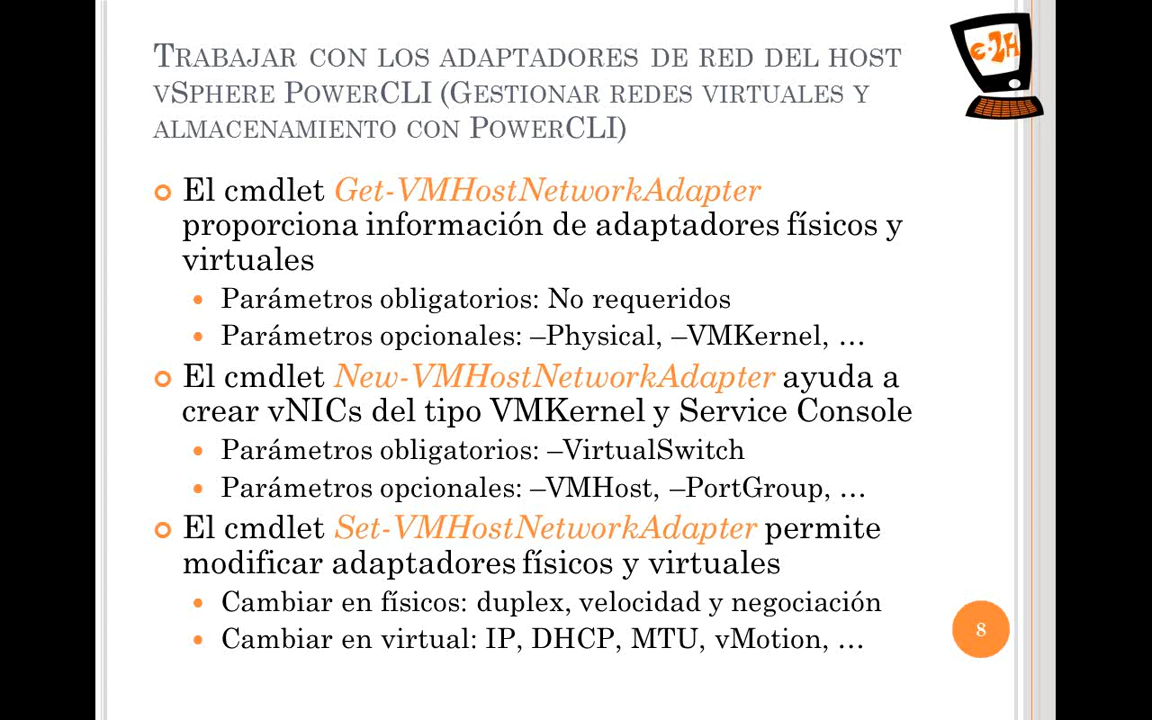 TRABAJAR CON LOS ADAPTADORES DE RED DEL HOST
VSPHERE POWERCLI (GESTIONAR REDES VIRTUALES Y
ALMACENAMIENTO CON POWERCLI)
e-2H
El cmdlet Get-VMHostNetworkAdapter
proporciona información de adaptadores físicos y
virtuales
Parámetros obligatorios: No requeridos
Parámetros opcionales: –Physical, –VMKernel, …
El cmdlet New-VMHostNetworkAdapter ayuda a
crear vNICs del tipo VMKernel y Service Console
Parámetros obligatorios: –VirtualSwitch
Parámetros opcionales: –VMHost, –PortGroup, …
El cmdlet Set-VMHostNetworkAdapter permite
modificar adaptadores físicos y virtuales
Cambiar en físicos: duplex, velocidad y negociación
Cambiar en virtual: IP, DHCP, MTU, vMotion, …
8